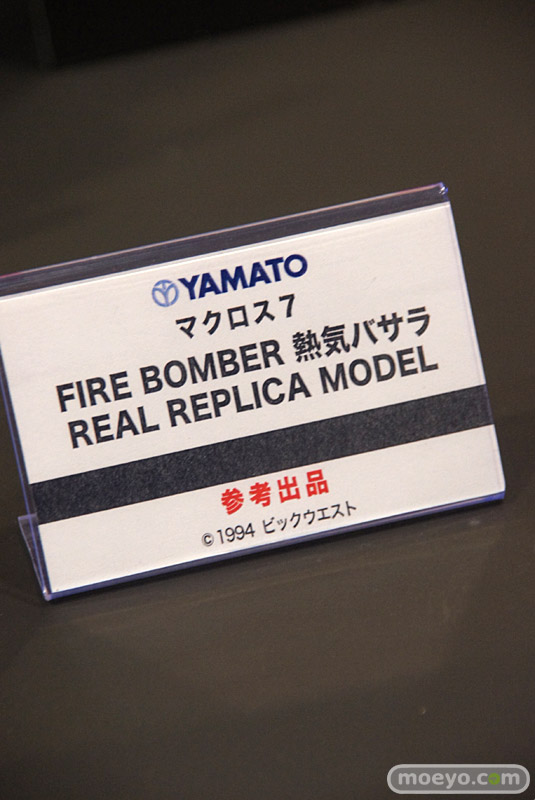 YAMATO
マクロス7
FIRE BOMBER 熱気バサラ
REAL REPLICA MODEL
参考出品
©1994 ビックウエスト
moeyo.com